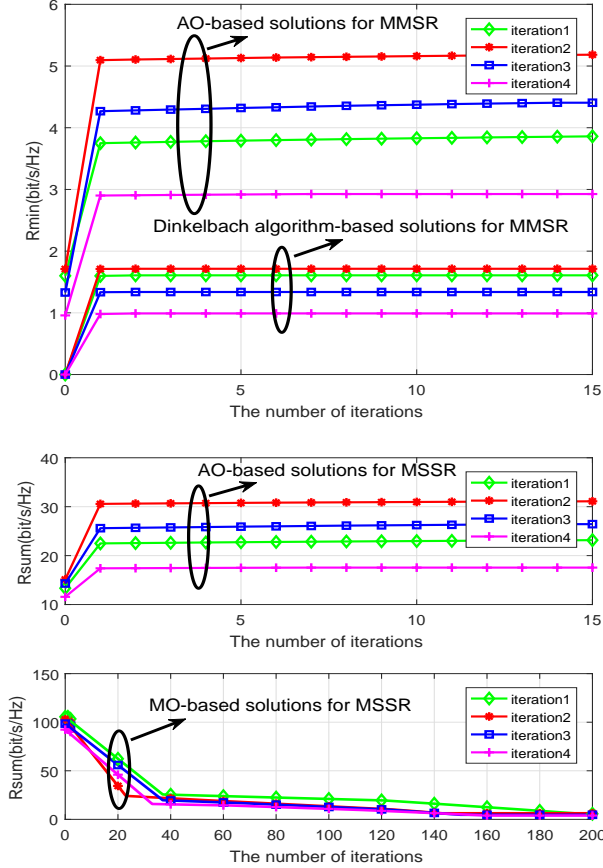 AO-based solutions for MMSR
iteration1
iteration2
iteration3
iteration4
6
5
4
3
2
1
0
Rmin(bit/s/Hz)
Dinkelbach algorithm-based solutions for MMSR
0
5
10
15
The number of iterations
AO-based solutions for MSSR
iteration1
iteration2
iteration3
iteration4
40
30
20
10
Rsum(bit/s/Hz)
0
5
10
15
The number of iterations
MO-based solutions for MSSR
iteration1
iteration2
iteration3
iteration4
150
100
50
0
Rsum(bit/s/Hz)
0 20 40 60 80 100 120 140 160 180 200
The number of iterations